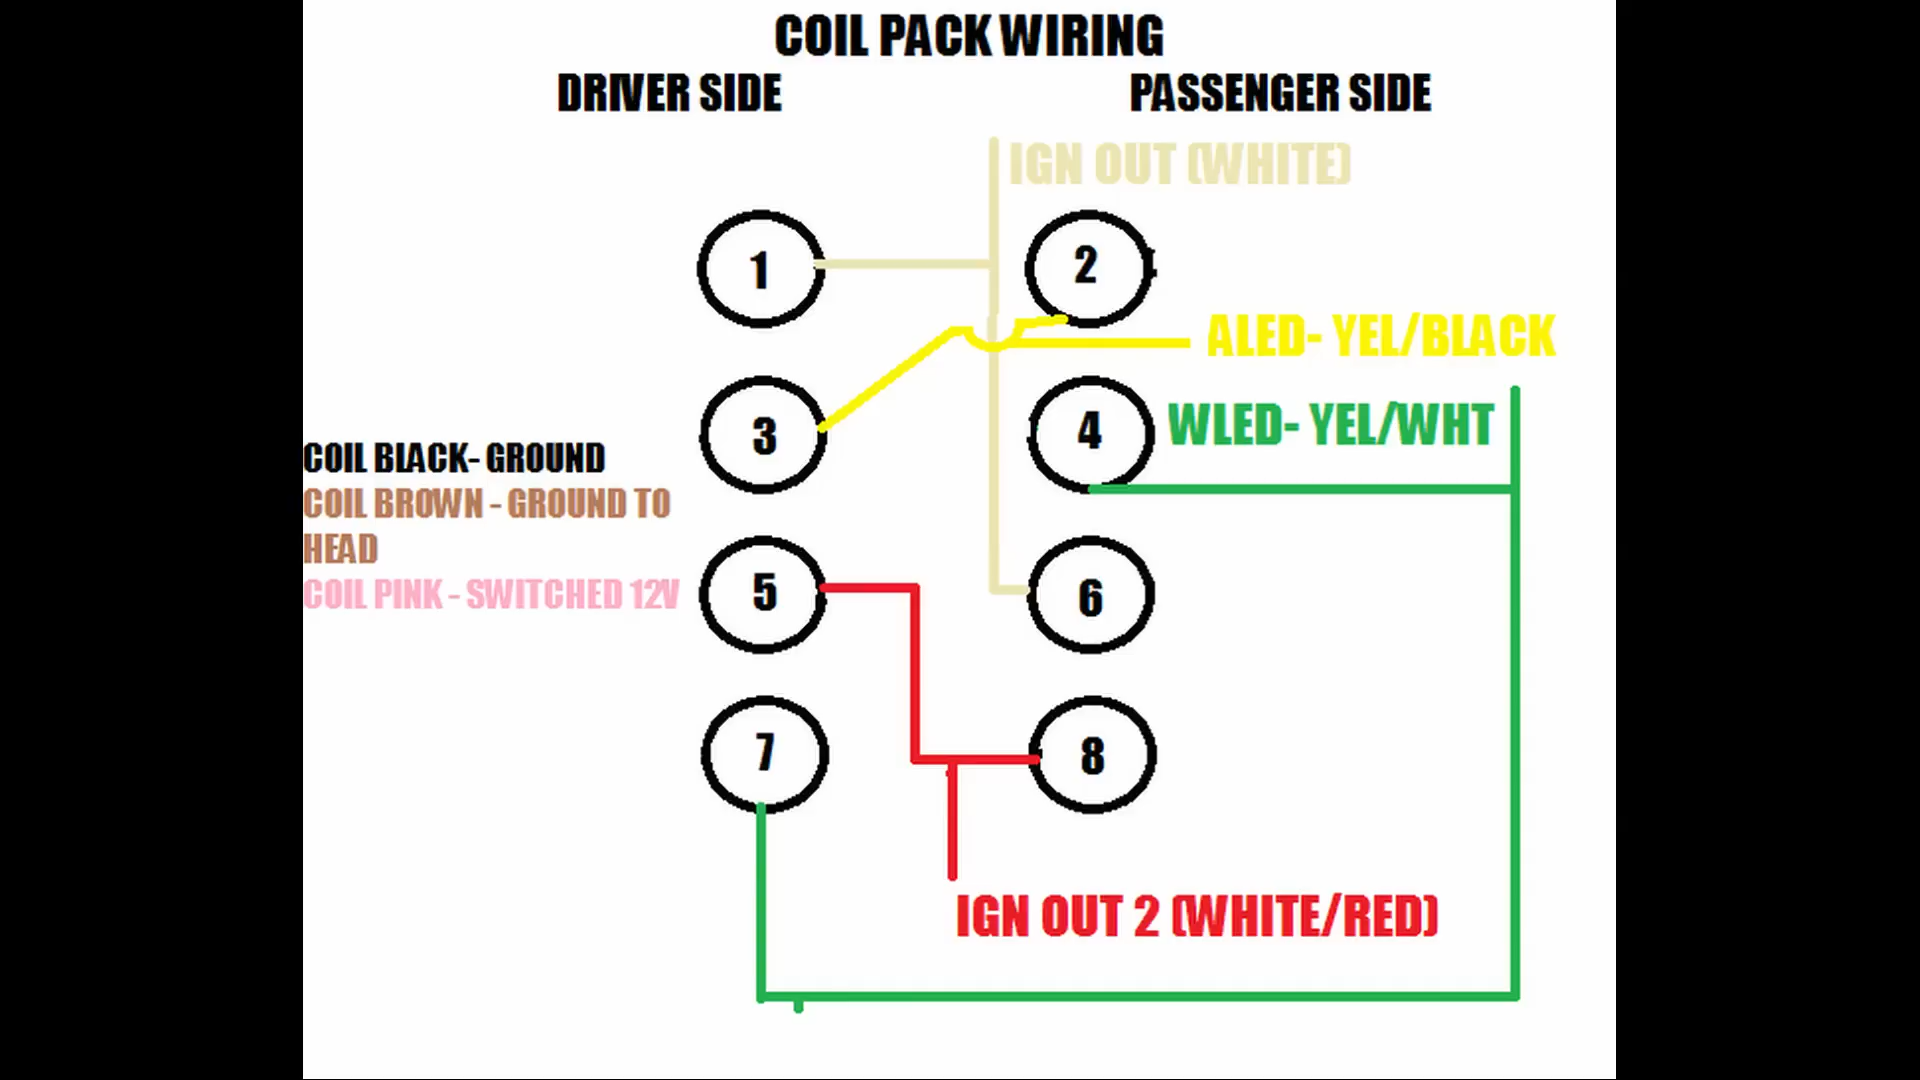 COIL PACK WIRING
DRIVER SIDE
PASSENGER SIDE
IGN OUT (WHITE)
1
2
ALED- YEL/BLACK
3
4
WLED- YEL/WHT
COIL BLACK- GROUND
COIL BROWN - GROUND TO
HEAD
COIL PINK - SWITCHED 12V
5
6
7
8
IGN OUT 2 (WHITE/RED)